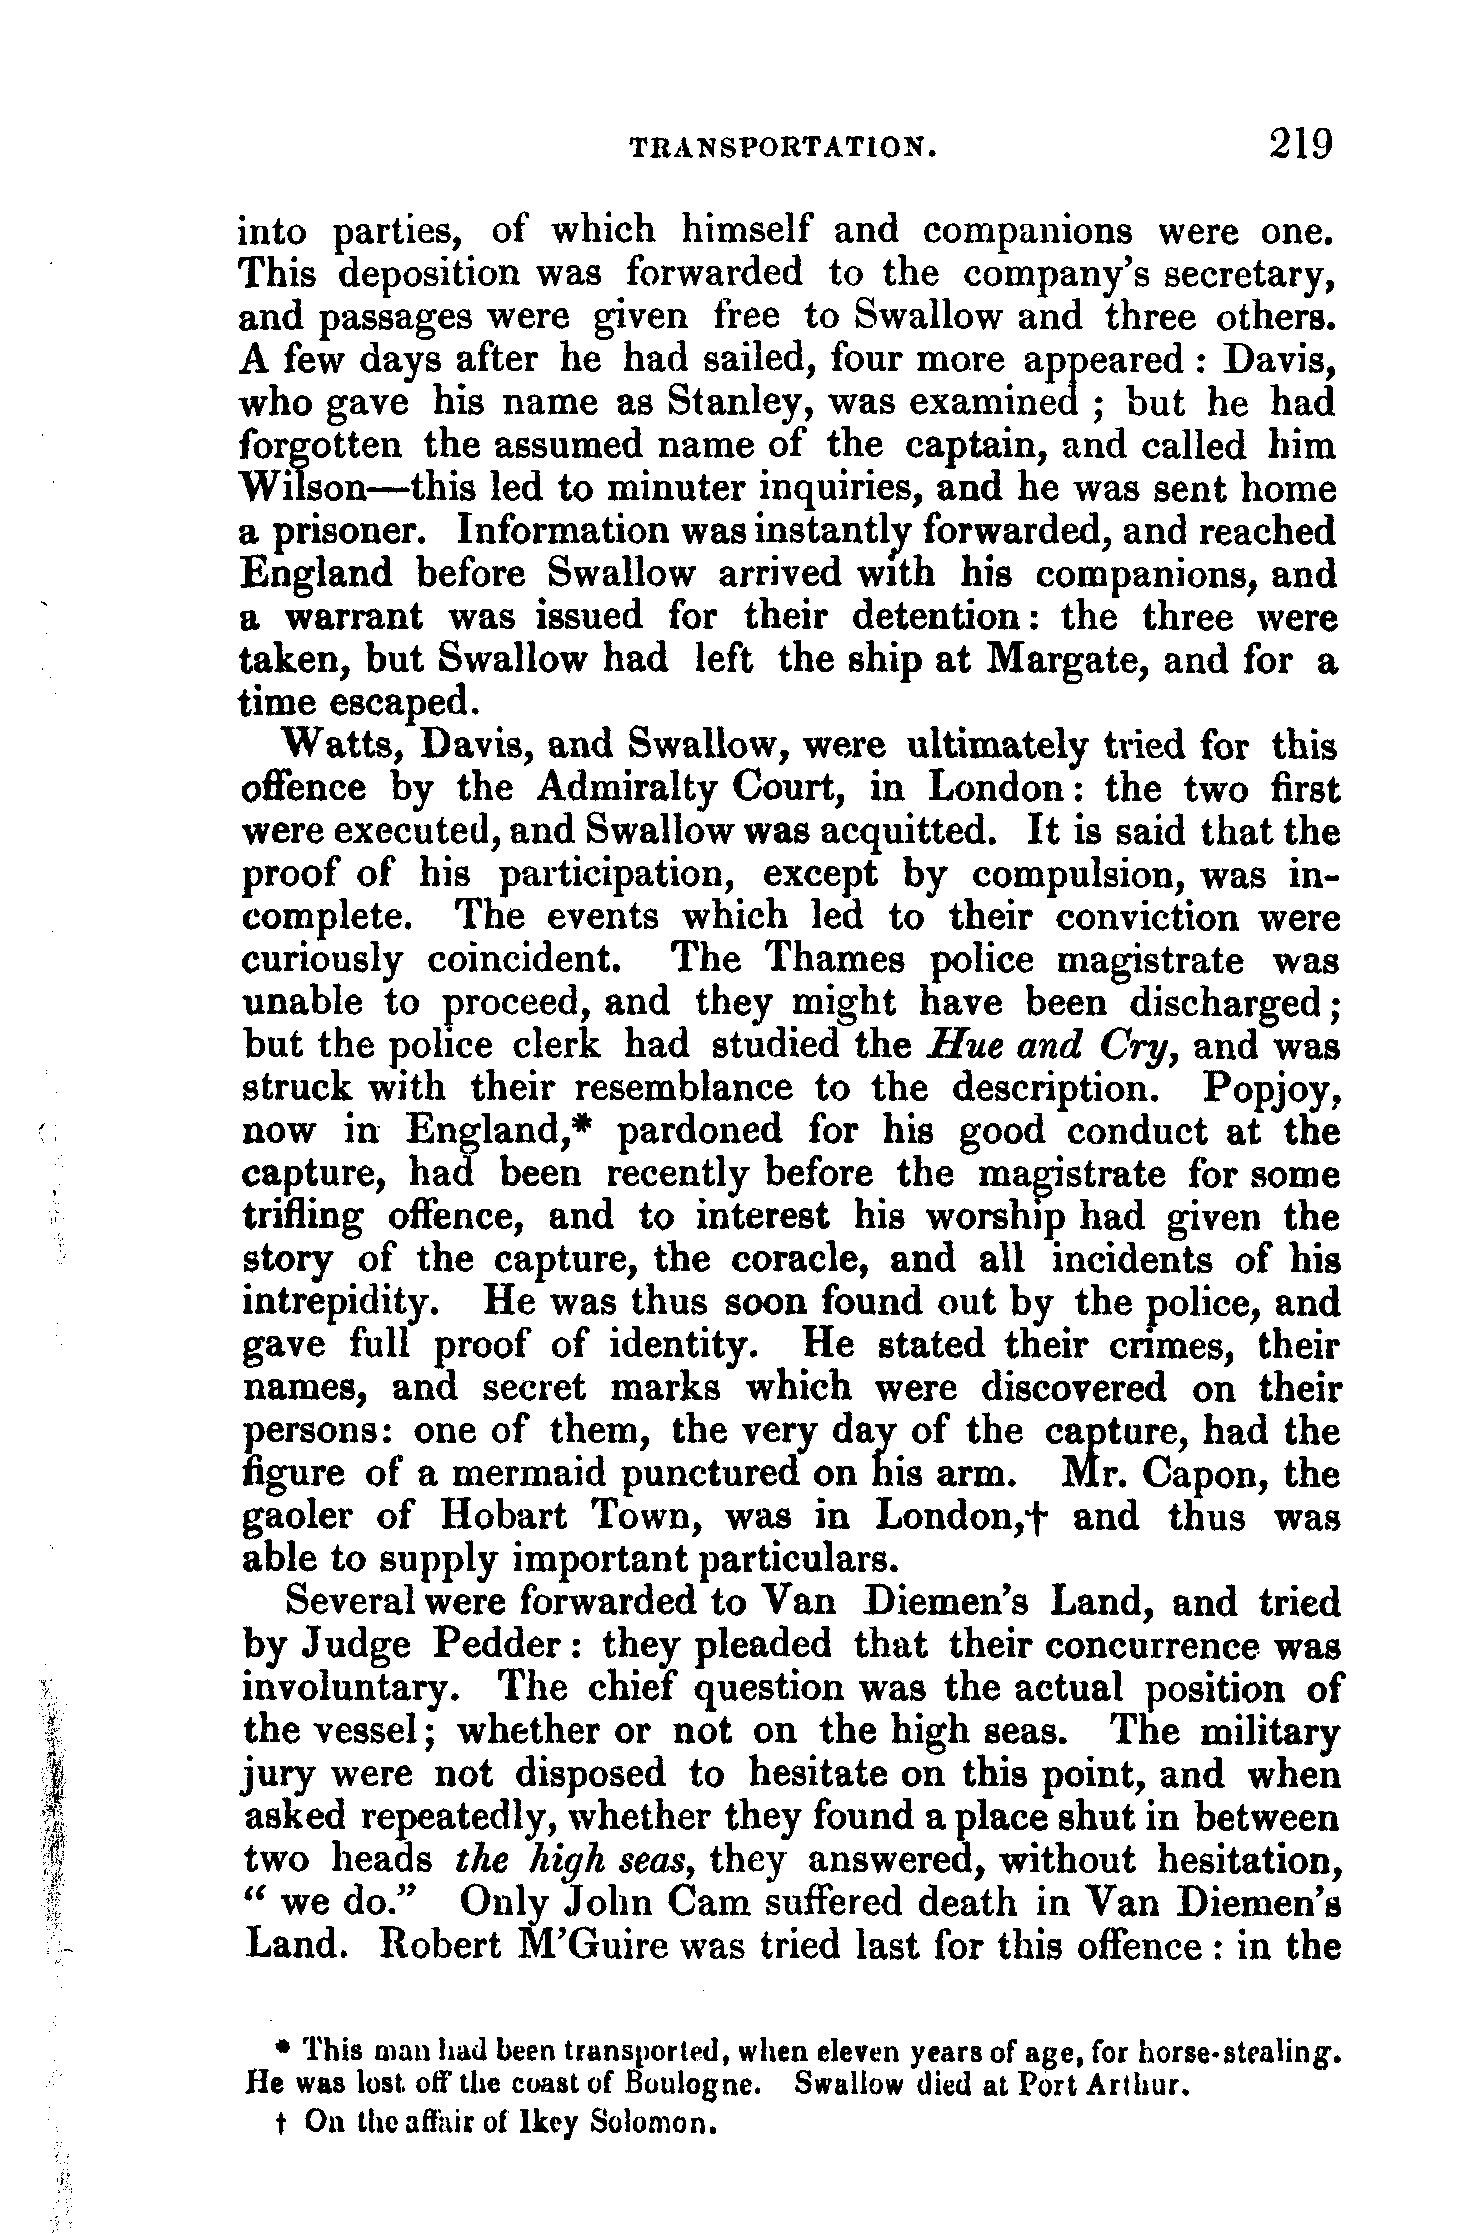 TRANSPORTATION. 219
into parties, of which himself and companions were one.
This deposition was forwarded to the company's secretary,
and passages were given free to Swallow and three others.
A few days after he had sailed, four more appeared : Davis,
who gave his name as Stanley, was examined ; but he had
forgotten the assumed name of the captain, and called him
Wilson—this led to minuter inquiries, and he was sent home
a prisoner. Information was instantly forwarded, and reached
England before Swallow arrived with his companions, and
a warrant was issued for their detention : the three were
taken, but Swallow had left the ship at Margate, and for a
time escaped.
Watts, Davis, and Swallow, were ultimately tried for this
offence by the Admiralty Court, in London : the two first
were executed, and Swallow was acquitted. It is said that the
proof of his participation, except by compulsion, was in-
complete. The events which led to their conviction were
curiously coincident. The Thames police magistrate was
unable to proceed, and they might have been discharged ;
but the police clerk had studied the Hue and Cry, and was
struck with their resemblance to the description. Popjoy,
now in England,* pardoned for his good conduct at the
capture, had been recently before the magistrate for some
trifling offence, and to interest his worship had given the
story of the capture, the coracle, and all incidents of his
intrepidity. He was thus soon found out by the police, and
gave full proof of identity. He stated their crimes, their
names, and secret marks which were discovered on their
persons: one of them, the very day of the capture, had the
figure of a mermaid punctured on his arm. Mr. Capon, the
gaoler of Hobart Town, was in London,† and thus was
able to supply important particulars.
Several were forwarded to Van Diemen's Land, and tried
by Judge Pedder : they pleaded that their concurrence was
involuntary. The chief question was the actual position of
the vessel; whether or not on the high seas. The military
jury were not disposed to hesitate on this point, and when
asked repeatedly, whether they found a place shut in between
two heads the high seas, they answered, without hesitation,
“ we do.” Only John Cam suffered death in Van Diemen's
Land. Robert M'Guire was tried last for this offence : in the
* This man had been transported, when eleven years of age, for horse-stealing.
He was lost off the coast of Boulogne. Swallow died at Port Arthur.
† On the affair of Ikey Solomon.